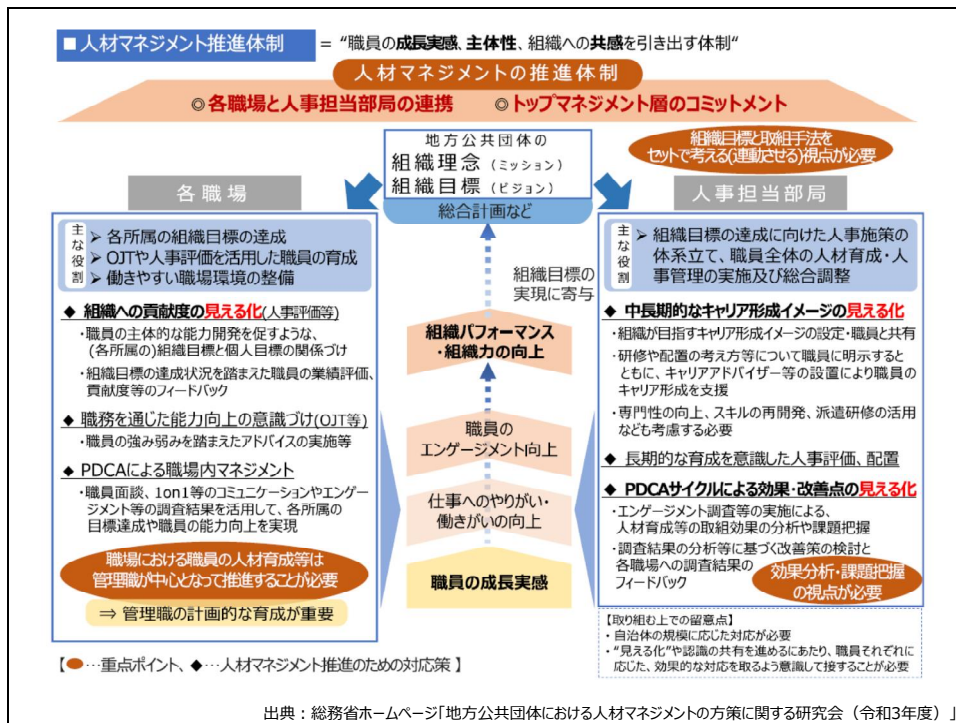 ■人材マネジメント推進体制
= “職員の成長実感、主体性、組織への共感を引き出す体制“
人材マネジメントの推進体制
◎各職場と人事担当部局の連携 ◎トップマネジメント層のコミットメント
地方公共団体の
組織理念(ミッション)
組織目標(ビジョン)
総合計画など
組織目標と取組手法を
セットで考える(連動させる)視点が必要
各職場
主な役割
➢ 各所属の組織目標の達成
➢ OJTや人事評価を活用した職員の育成
➢ 働きやすい職場環境の整備
◆ 組織への貢献度の見える化(人事評価等)
・職員の主体的な能力開発を促すような、
(各所属の)組織目標と個人目標の関係づけ
・組織目標の達成状況を踏まえた職員の業績評価、
貢献度等のフィードバック
◆ 職務を通じた能力向上の意識づけ(OJT等)
・職員の強み弱みを踏まえたアドバイスの実施等
◆ PDCAによる職場内マネジメント
・職員面談、1on1等のコミュニケーションやエンゲー
ジメント等の調査結果を活用して、各所属の
目標達成や職員の能力向上を実現
職場における職員の人材育成等は
管理職が中心となって推進することが必要
⇒ 管理職の計画的な育成が重要
組織目標の
実現に寄与
組織パフォーマンス
・組織力の向上
職員の
エンゲージメント向上
仕事へのやりがい・
働きがいの向上
職員の成長実感
人事担当部局
主な役割
➢ 組織目標の達成に向けた人事施策の
体系立て、職員全体の人材育成・人
事管理の実施及び総合調整
◆ 中長期的なキャリア形成イメージの見える化
・組織が目指すキャリア形成イメージの設定・職員と共有
・研修や配置の考え方等について職員に明示すると
ともに、キャリアアドバイザー等の設置により職員の
キャリア形成を支援
・専門性の向上、スキルの再開発、派遣研修の活用
なども考慮する必要
◆ 長期的な育成を意識した人事評価、配置
◆ PDCAサイクルによる効果・改善点の見える化
・エンゲージメント調査等の実施による、
人材育成等の取組効果の分析や課題把握
・調査結果の分析等に基づく改善策の検討と
各職場への調査結果の
フィードバック
効果分析・課題把握
の視点が必要
【取り組む上での留意点】
・自治体の規模に応じた対応が必要
・“見える化”や認識の共有を進めるにあたり、職員それぞれに
応じた、効果的な対応を取るよう意識して接することが必要
【●…重点ポイント、◆…人材マネジメント推進のための対応策 】
出典:総務省ホームページ「地方公共団体における人材マネジメントの方策に関する研究会(令和3年度)」